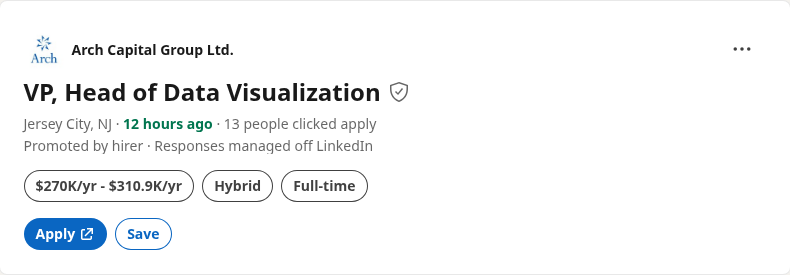 Arch
Arch Capital Group Ltd.
VP, Head of Data Visualization
Jersey City, NJ · 12 hours ago · 13 people clicked apply
Promoted by hirer · Responses managed off LinkedIn
$270K/yr - $310.9K/yr Hybrid Full-time
Apply Save